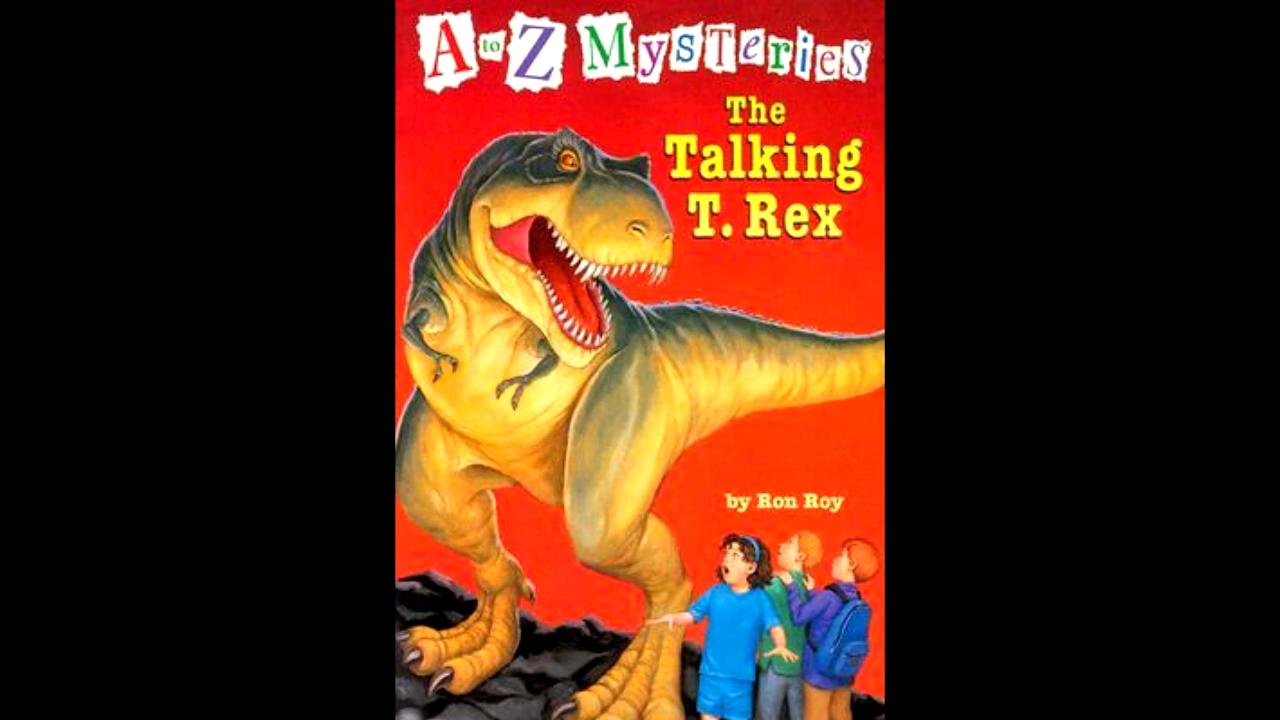 A to Z Mysteries
The
Talking
T. Rex
by Ron Roy